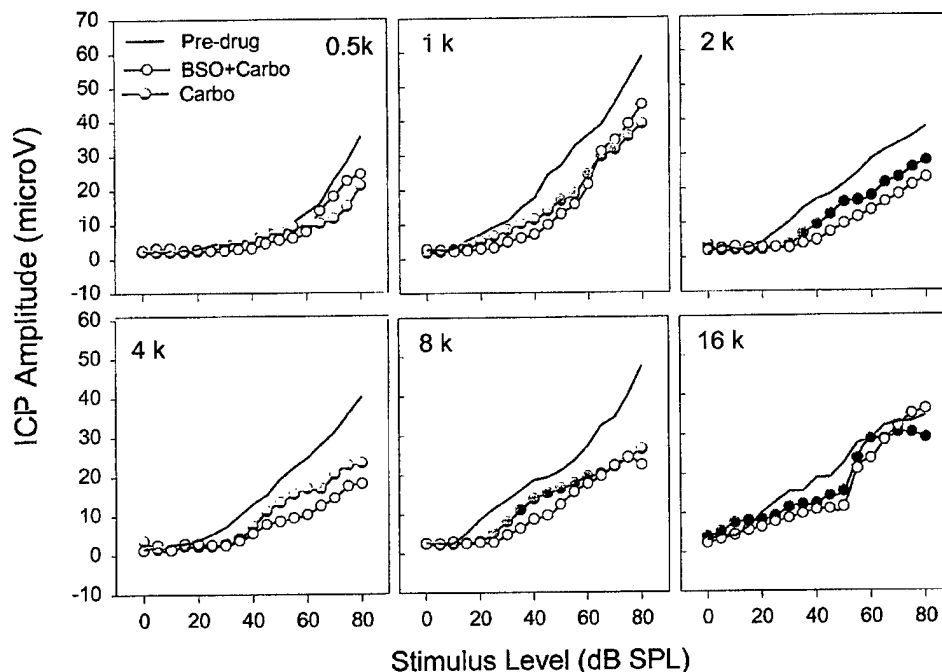 Pre-drug
BSO+Carbo
Carbo
0.5k
1 k
2 k
70
60
50
40
30
20
10
0
-10
4 k
8 k
16 k
60
50
40
30
20
10
0
-10
ICP Amplitude (microV)
0 20 40 60 80
0 20 40 60 80
0 20 40 60 80
Stimulus Level (dB SPL)